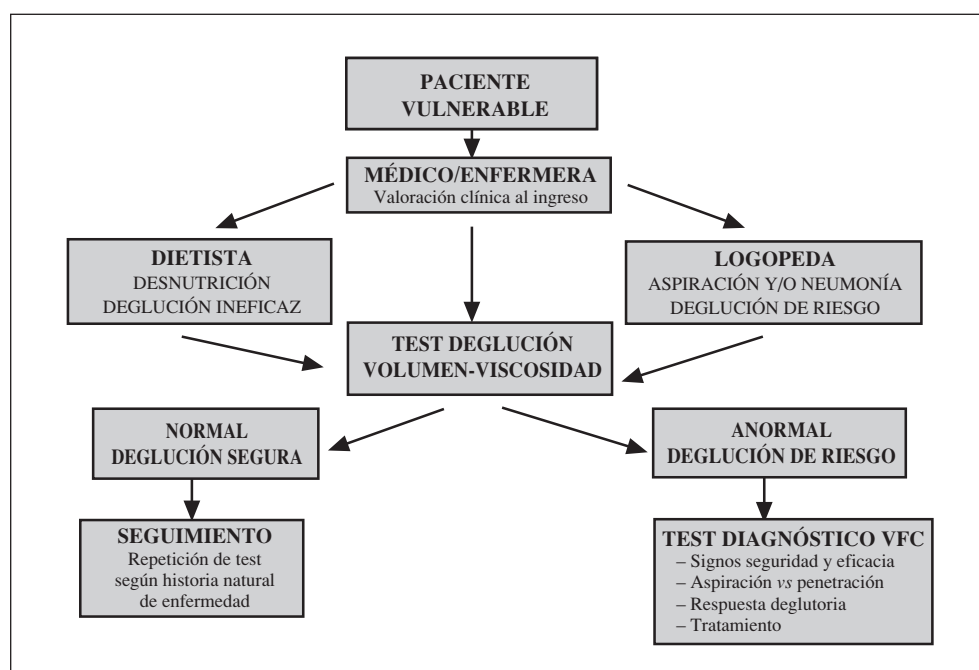 PACIENTE
VULNERABLE
MÉDICO/ENFERMERA
Valoración clínica al ingreso
DIETISTA
DESNUTRICIÓN
DEGLUCIÓN INEFICAZ
LOGOPEDA
ASPIRACIÓN Y/O NEUMONÍA
DEGLUCIÓN DE RIESGO
TEST DEGLUCIÓN
VOLUMEN-VISCOSIDAD
NORMAL
DEGLUCIÓN SEGURA
ANORMAL
DEGLUCIÓN DE RIESGO
SEGUIMIENTO
Repetición de test
según historia natural
de enfermedad
TEST DIAGNÓSTICO VFC
– Signos seguridad y eficacia
– Aspiración vs penetración
– Respuesta deglutoria
– Tratamiento